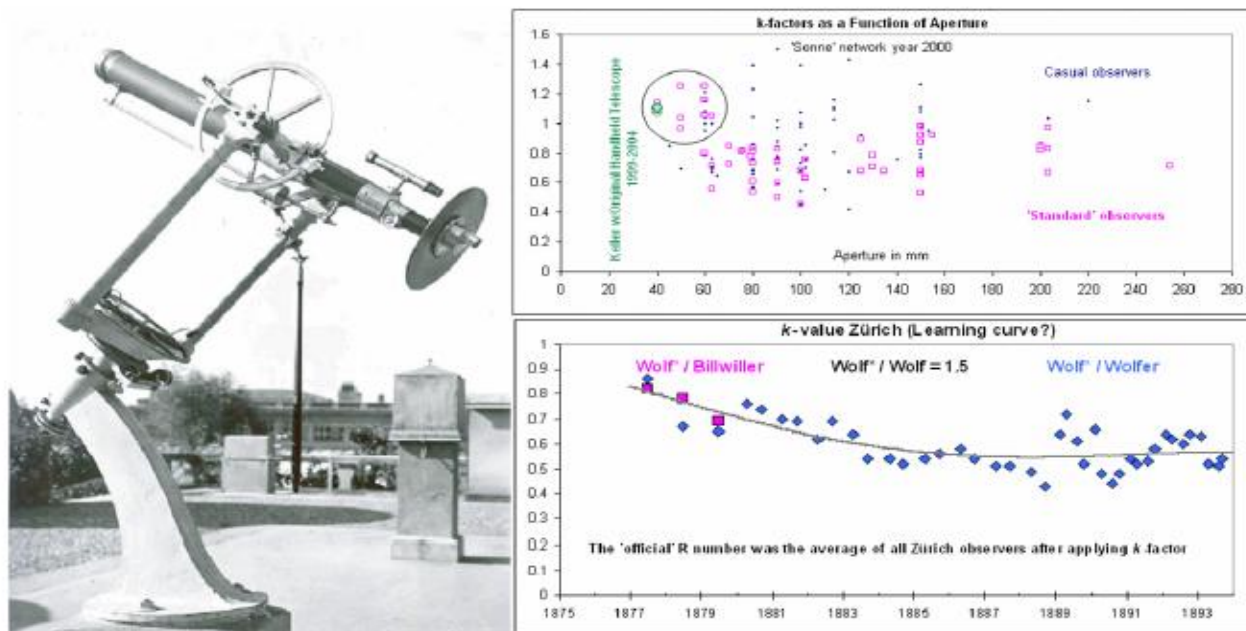 k-factors as a Function of Aperture
'Sonne' network year 2000
Casual observers
'Standard' observers
Aperture in mm
Keller w/Original Handheld Telescope
1999-2004
1.6
1.4
1.2
1
0.8
0.6
0.4
0.2
0
0 20 40 60 80 100 120 140 160 180 200 220 240 260 280
k-value Zürich (Learning curve?)
Wolf* / Billwiller Wolf* / Wolf = 1.5 Wolf* / Wolfer
1
0.9
0.8
0.7
0.6
0.5
0.4
0.3
0.2
0.1
0
The 'official' R number was the average of all Zürich observers after applying k-factor
1875 1877 1879 1881 1883 1885 1887 1889 1891 1893